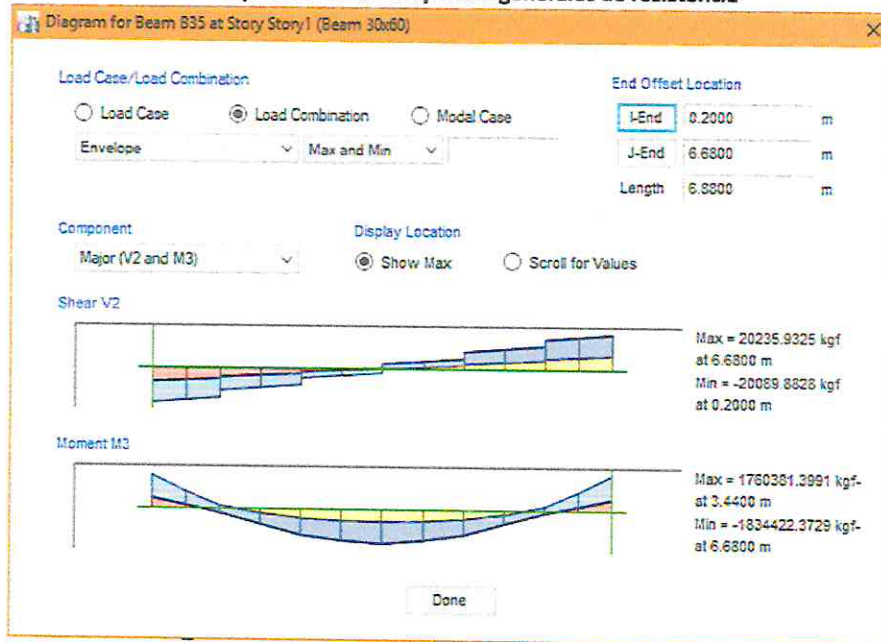 generales de resistencia
Diagram for Beam B35 at Story Story1 (Beam 30x60)
Load Case/Load Combination
End Offset Location
Load Case
Load Combination
Modal Case
I-End
0.2000
m
Envelope
Max and Min
J-End
6.6800
m
Length
6.8800
m
Component
Display Location
Major (V2 and M3)
Show Max
Scroll for Values
Shear V2
Max = 20235.9325 kgf
at 6.6800 m
Min = -20089.8828 kgf
at 0.2000 m
Moment M3
Max = 1760381.3991 kgf-
at 3.4400 m
Min = -1834422.3729 kgf-
at 6.6800 m
Done